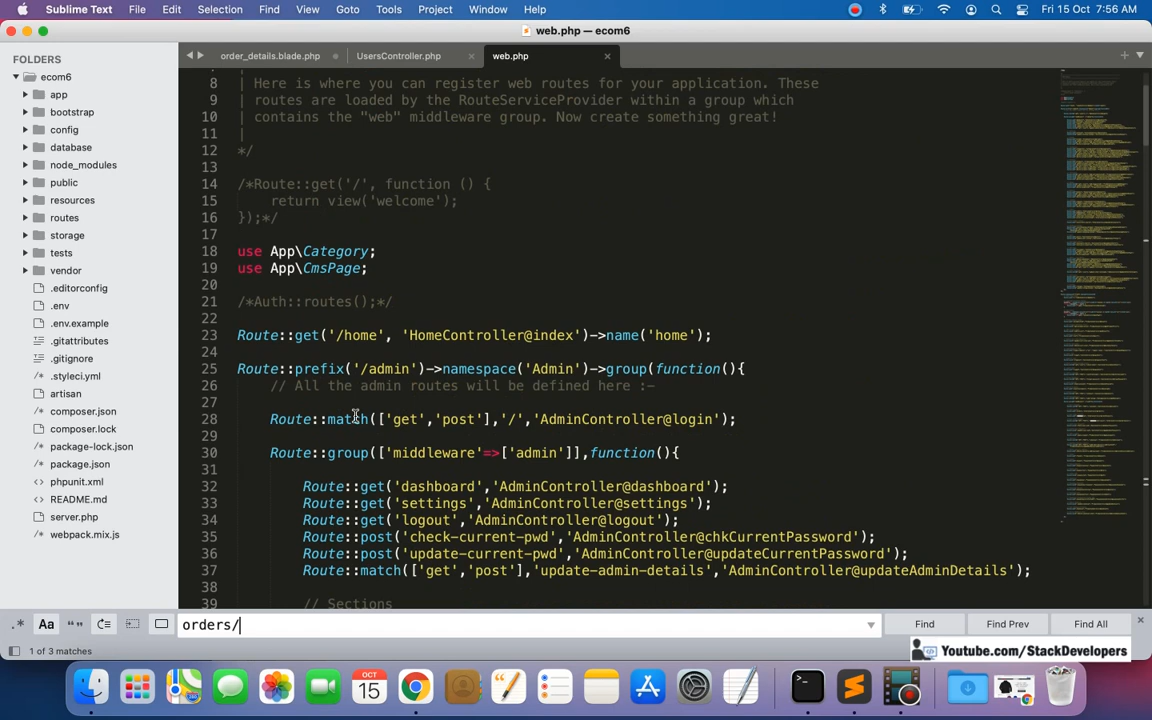 Sublime Text File Edit Selection Find View Goto Tools Project Window Help Fri 15 Oct 7:56 AM
web.php — ecom6
FOLDERS
ecom6
app
bootstrap
config
database
node_modules
public
resources
routes
storage
tests
vendor
.editorconfig
.env
.env.example
.gitattributes
.gitignore
.styleci.yml
artisan
composer.json
composer.lock
package-lock.json
package.json
phpunit.xml
README.md
server.php
webpack.mix.js
order_details.blade.php UsersController.php web.php
8 | Here is where you can register web routes for your application. These
9 | routes are loaded by the RouteServiceProvider within a group which
10 | contains the "web" middleware group. Now create something great!
11 |
12 */
13
14 /*Route::get('/', function () {
15 return view('welcome');
16 });*/
17
18 use App\Category;
19 use App\CmsPage;
20
21 /*Auth::routes();*/
22
23 Route::get('/home', 'HomeController@index')->name('home');
24
25 Route::prefix('/admin')->namespace('Admin')->group(function(){
26 // All the admin routes will be defined here :-
27
28 Route::match(['get','post'],'/','AdminController@login');
29
30 Route::group(['middleware'=>['admin']],function(){
31
32 Route::get('dashboard','AdminController@dashboard');
33 Route::get('settings','AdminController@settings');
34 Route::get('logout','AdminController@logout');
35 Route::post('check-current-pwd','AdminController@chkCurrentPassword');
36 Route::post('update-current-pwd','AdminController@updateCurrentPassword');
37 Route::match(['get','post'],'update-admin-details','AdminController@updateAdminDetails');
38
39 // Sections
.* Aa “” orders/ Find Find Prev Find All
1 of 3 matches
Youtube.com/StackDevelopers
OCT
15